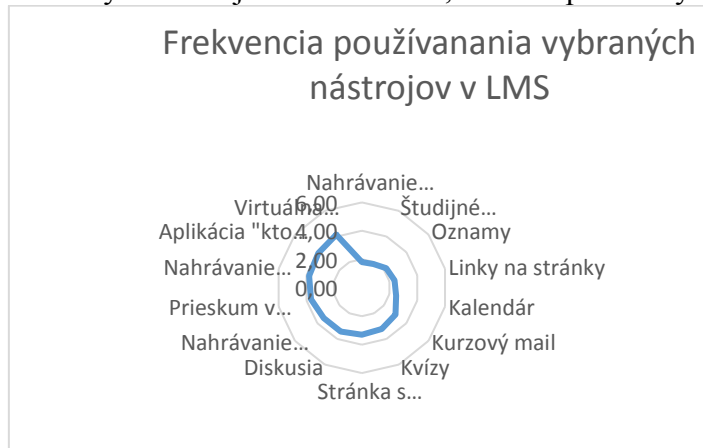 Frekvencia používanania vybraných
nástrojov v LMS
Nahrávanie...
Študijné...
Oznamy
Linky na stránky
Kalendár
Kurzový mail
Kvízy
Stránka s...
Diskusia
Nahrávanie...
Prieskum v...
Nahrávanie...
Aplikácia "kto...
Virtuálna...
6,00
4,00
2,00
0,00